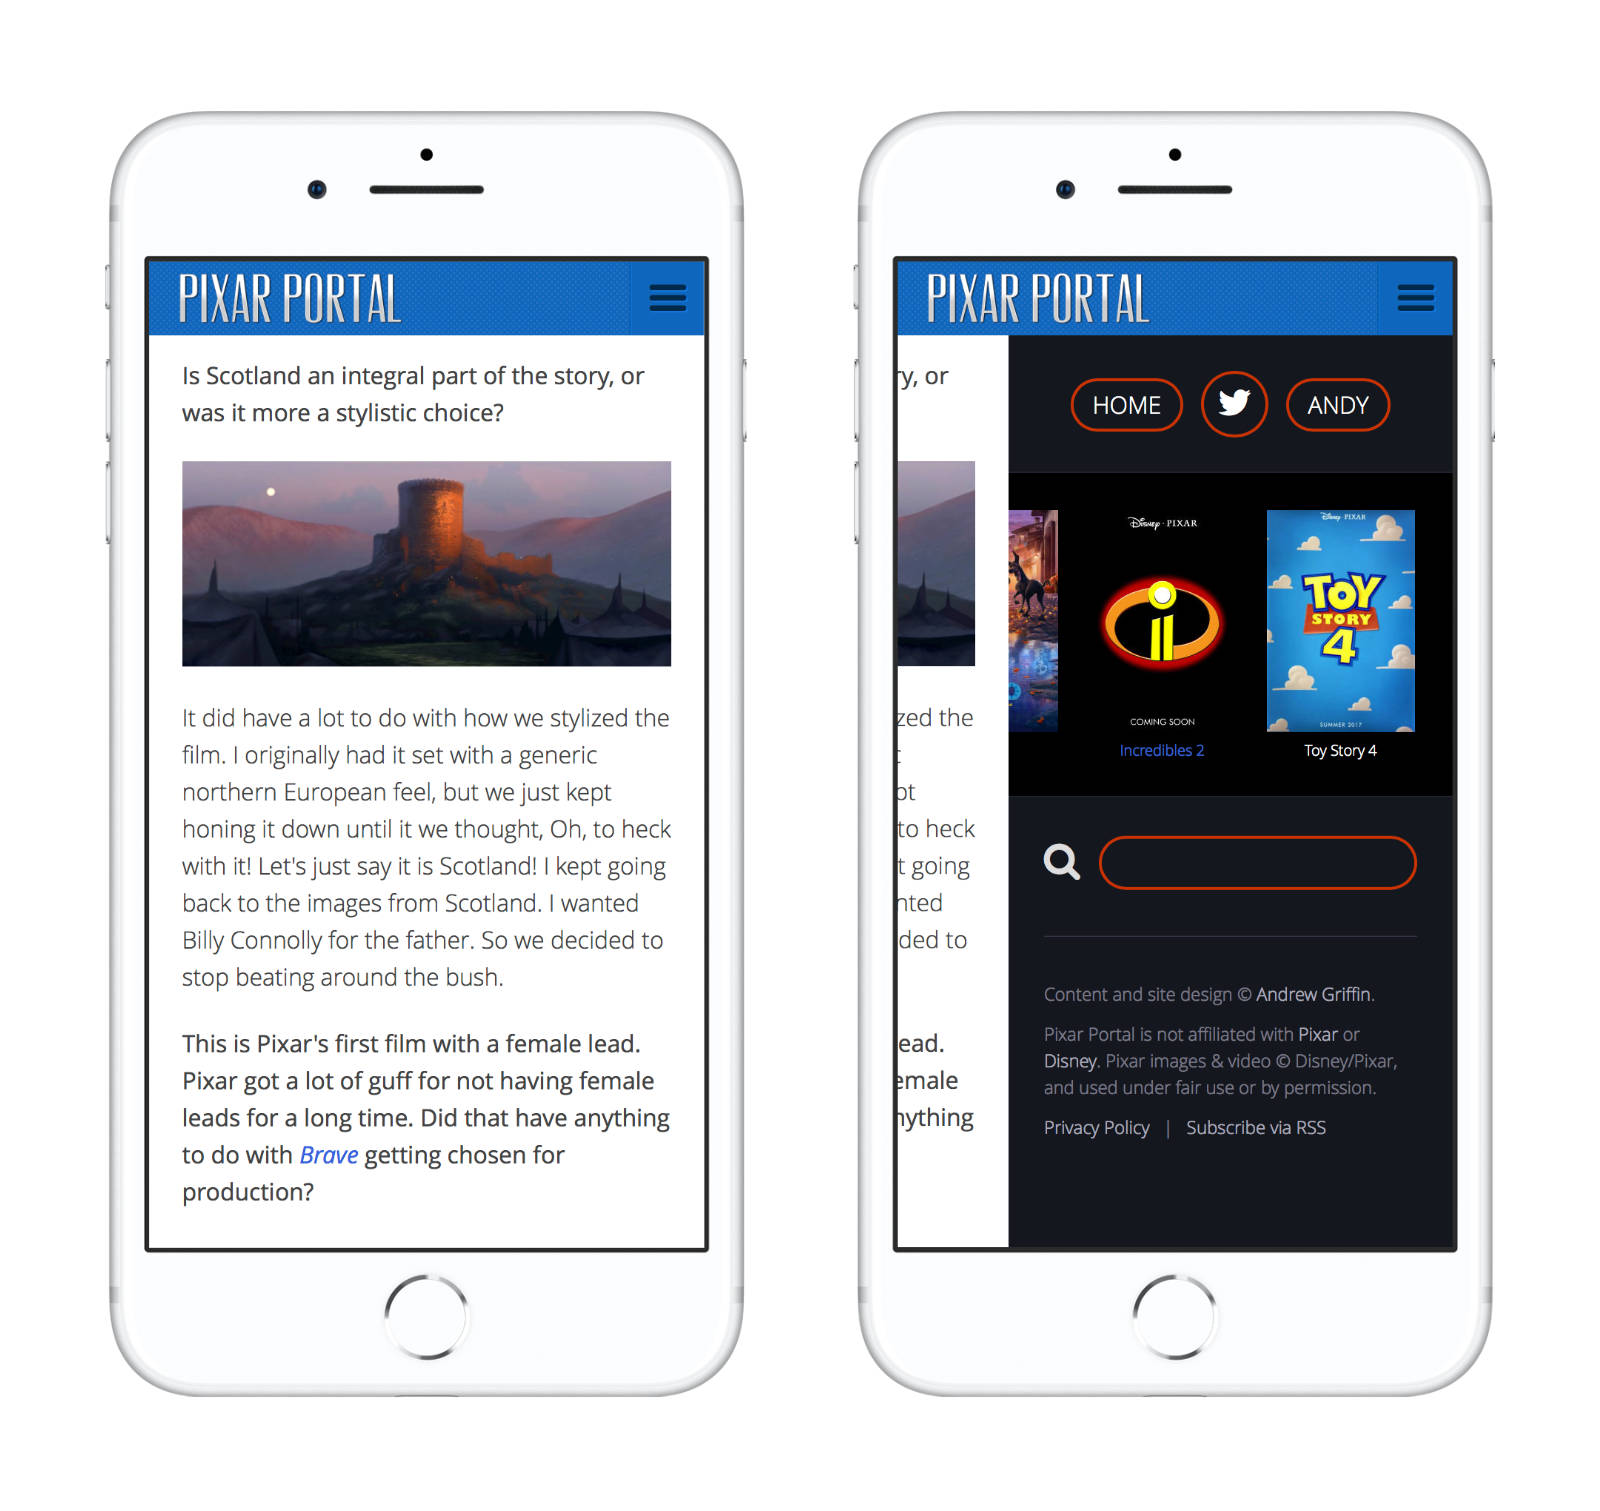 PIXAR PORTAL
Is Scotland an integral part of the story, or
was it more a stylistic choice?
It did have a lot to do with how we stylized the
film. I originally had it set with a generic
northern European feel, but we just kept
honing it down until it we thought, Oh, to heck
with it! Let's just say it is Scotland! I kept going
back to the images from Scotland. I wanted
Billy Connolly for the father. So we decided to
stop beating around the bush.
This is Pixar's first film with a female lead.
Pixar got a lot of guff for not having female
leads for a long time. Did that have anything
to do with Brave getting chosen for
production?
PIXAR PORTAL
ry, or
zed the
pt
to heck
t going
nted
ded to
ead.
emale
nything
HOME
ANDY
Disney · PIXAR
COMING SOON
Incredibles 2
Disney · PIXAR
TOY
STORY
4
SUMMER 2017
Toy Story 4
Content and site design © Andrew Griffin.
Pixar Portal is not affiliated with Pixar or
Disney. Pixar images & video © Disney/Pixar,
and used under fair use or by permission.
Privacy Policy | Subscribe via RSS